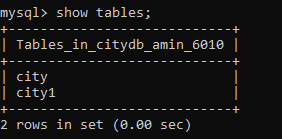 mysql> show tables;
+----------------------------+
| Tables_in_citydb_amin_6010 |
+----------------------------+
| city                       |
| city1                      |
+----------------------------+
2 rows in set (0.00 sec)